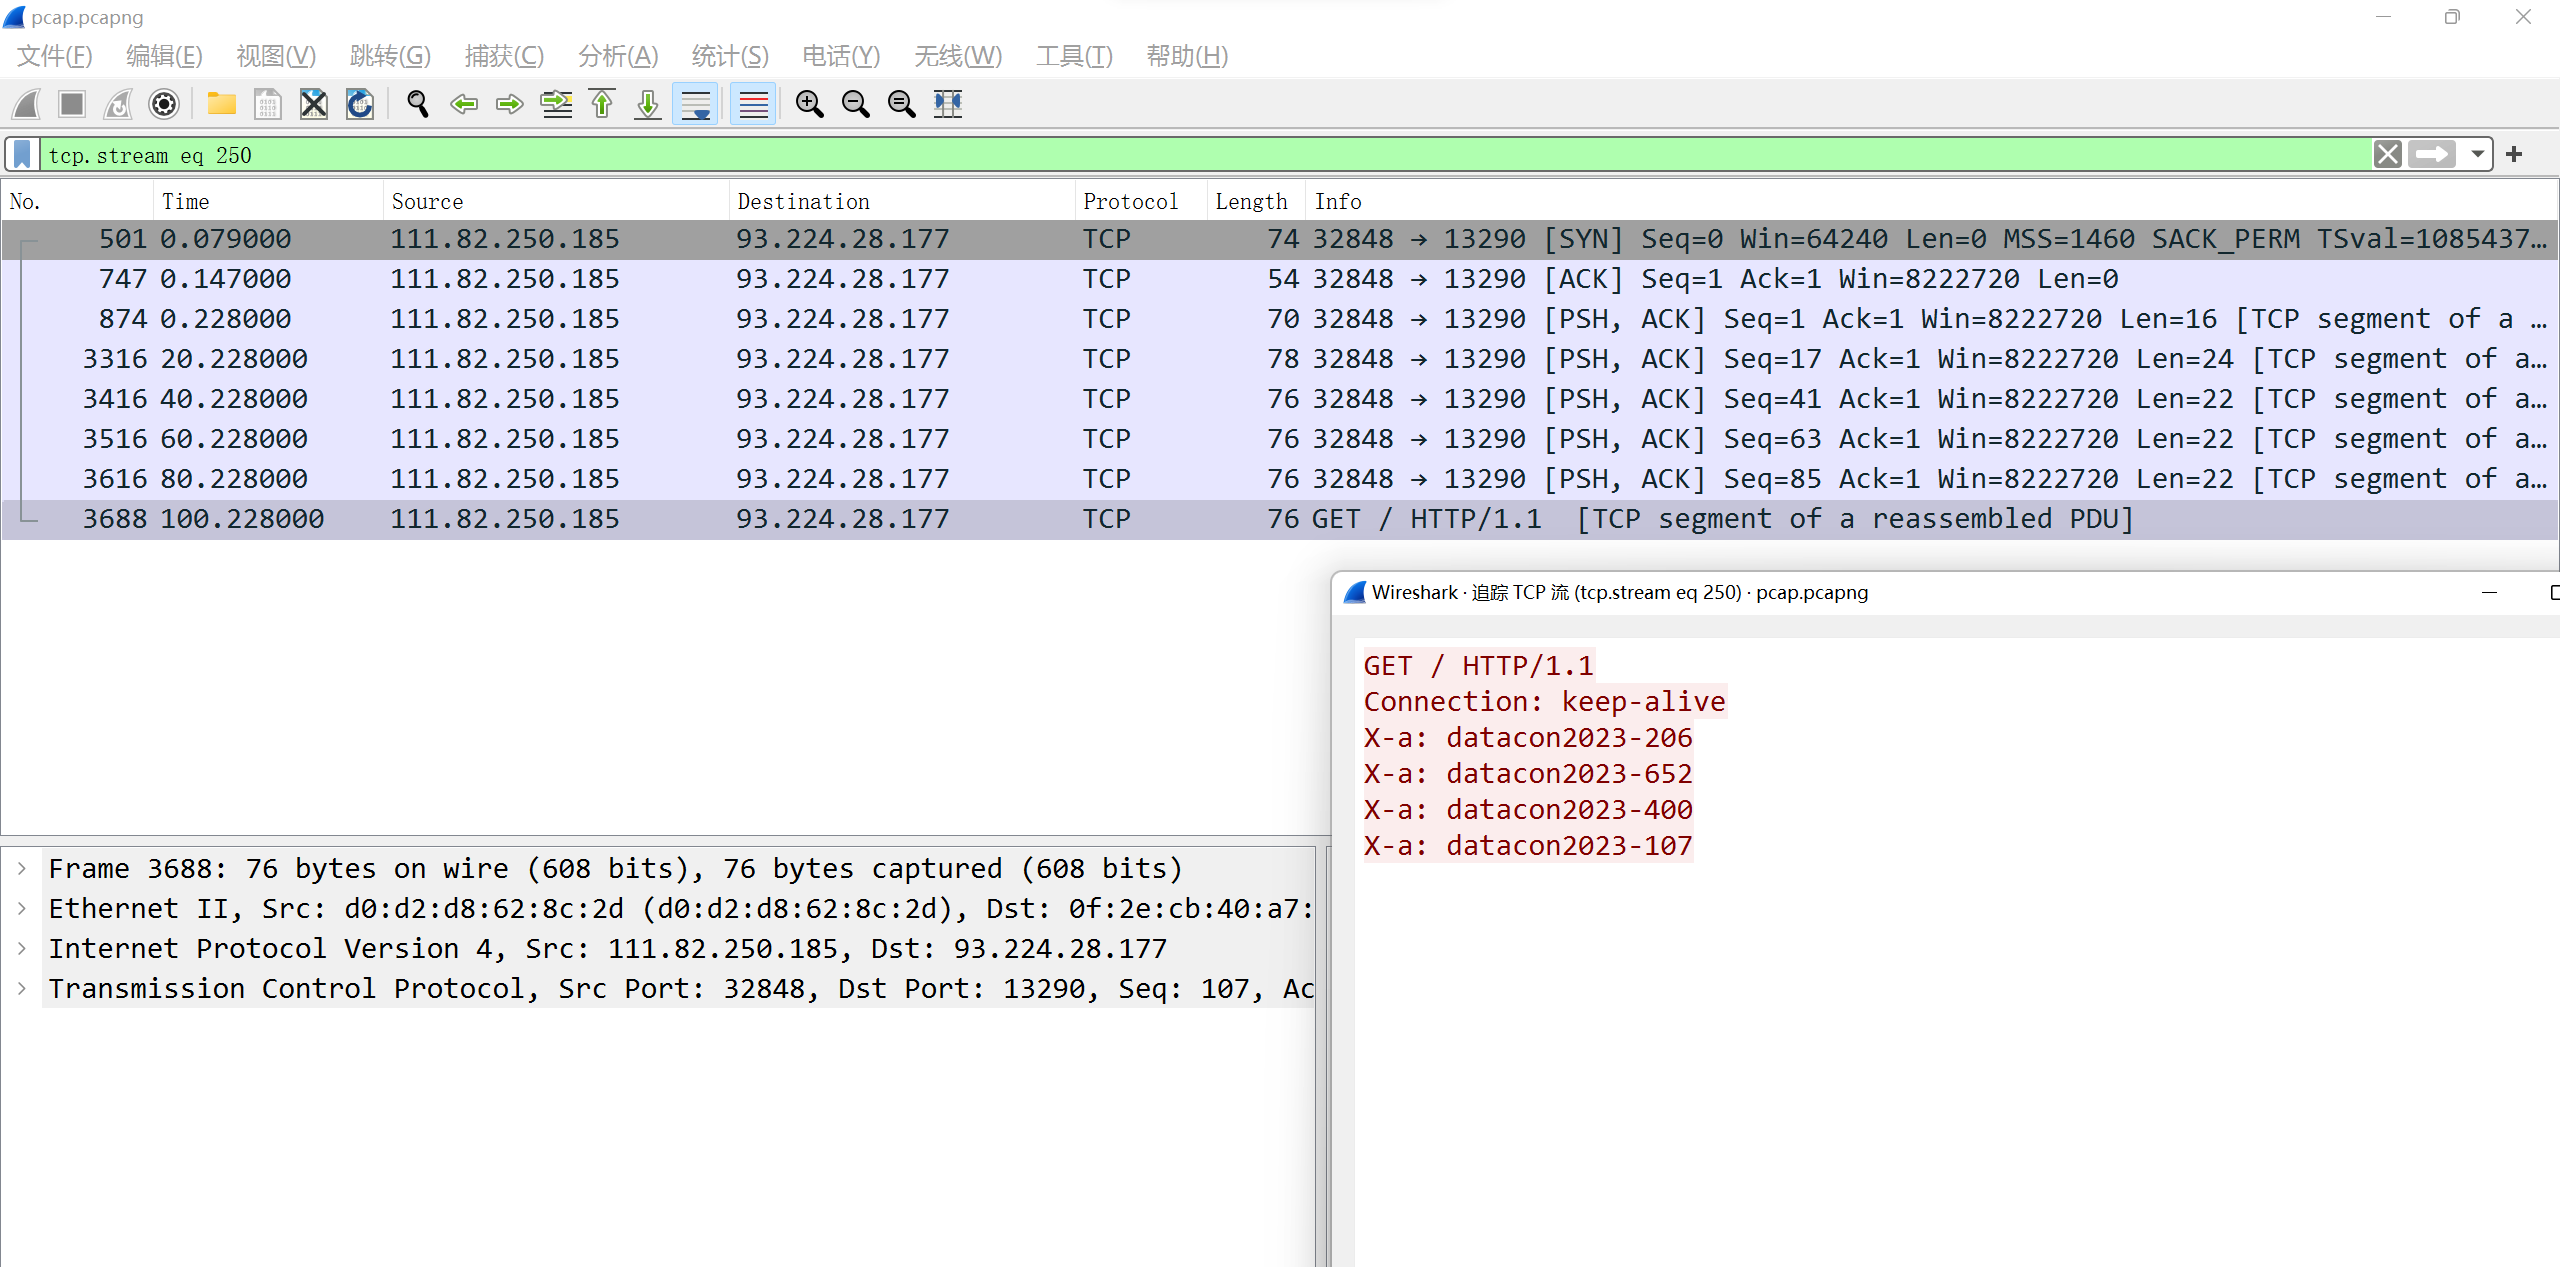 pcap.pcapng
文件(F) 编辑(E) 视图(V) 跳转(G) 捕获(C) 分析(A) 统计(S) 电话(Y) 无线(W) 工具(T) 帮助(H)
tcp.stream eq 250
No. Time Source Destination Protocol Length Info
501 0.079000 111.82.250.185 93.224.28.177 TCP 74 32848 → 13290 [SYN] Seq=0 Win=64240 Len=0 MSS=1460 SACK_PERM TSval=1085437…
747 0.147000 111.82.250.185 93.224.28.177 TCP 54 32848 → 13290 [ACK] Seq=1 Ack=1 Win=8222720 Len=0
874 0.228000 111.82.250.185 93.224.28.177 TCP 70 32848 → 13290 [PSH, ACK] Seq=1 Ack=1 Win=8222720 Len=16 [TCP segment of a …
3316 20.228000 111.82.250.185 93.224.28.177 TCP 78 32848 → 13290 [PSH, ACK] Seq=17 Ack=1 Win=8222720 Len=24 [TCP segment of a…
3416 40.228000 111.82.250.185 93.224.28.177 TCP 76 32848 → 13290 [PSH, ACK] Seq=41 Ack=1 Win=8222720 Len=22 [TCP segment of a…
3516 60.228000 111.82.250.185 93.224.28.177 TCP 76 32848 → 13290 [PSH, ACK] Seq=63 Ack=1 Win=8222720 Len=22 [TCP segment of a…
3616 80.228000 111.82.250.185 93.224.28.177 TCP 76 32848 → 13290 [PSH, ACK] Seq=85 Ack=1 Win=8222720 Len=22 [TCP segment of a…
3688 100.228000 111.82.250.185 93.224.28.177 TCP 76 GET / HTTP/1.1 [TCP segment of a reassembled PDU]
Wireshark · 追踪 TCP 流 (tcp.stream eq 250) · pcap.pcapng
GET / HTTP/1.1
Connection: keep-alive
X-a: datacon2023-206
X-a: datacon2023-652
X-a: datacon2023-400
X-a: datacon2023-107
Frame 3688: 76 bytes on wire (608 bits), 76 bytes captured (608 bits)
Ethernet II, Src: d0:d2:d8:62:8c:2d (d0:d2:d8:62:8c:2d), Dst: 0f:2e:cb:40:a7:
Internet Protocol Version 4, Src: 111.82.250.185, Dst: 93.224.28.177
Transmission Control Protocol, Src Port: 32848, Dst Port: 13290, Seq: 107, Ac